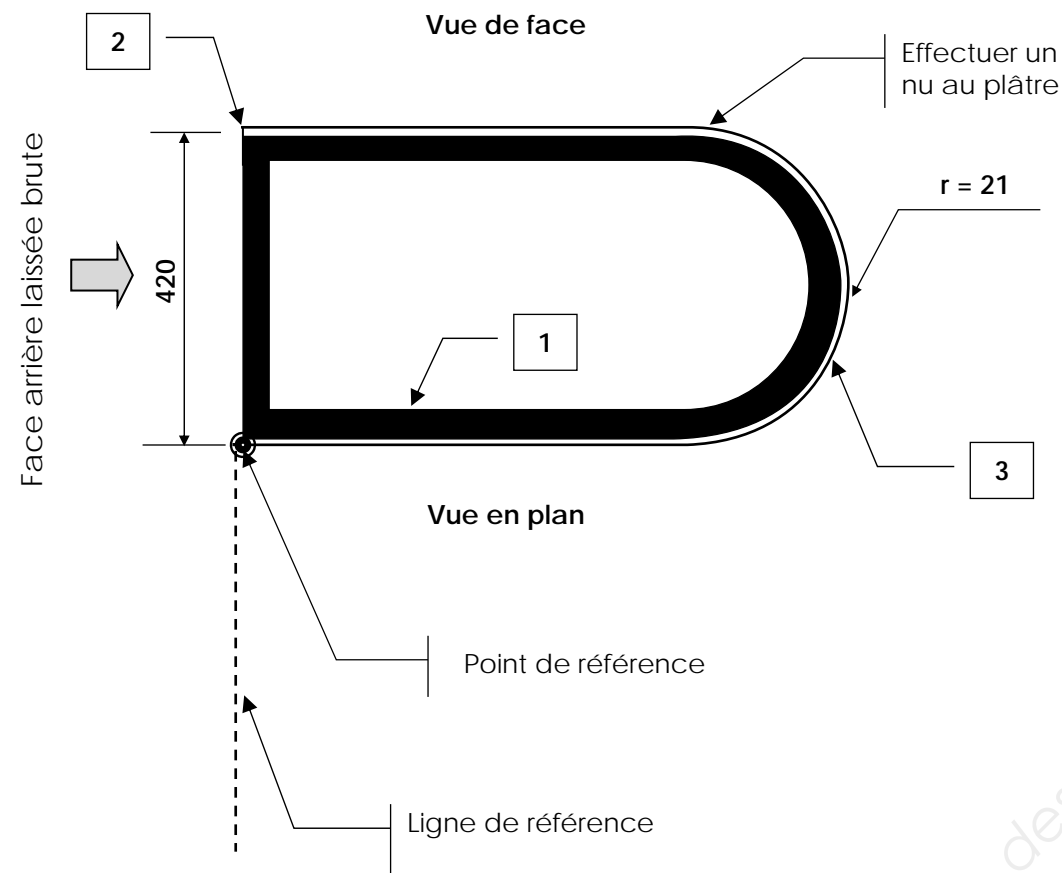 Vue de face
2
Effectuer un
nu au plâtre
Face arrière laissée brute
r = 21
420
1
3
Vue en plan
Point de référence
Ligne de référence